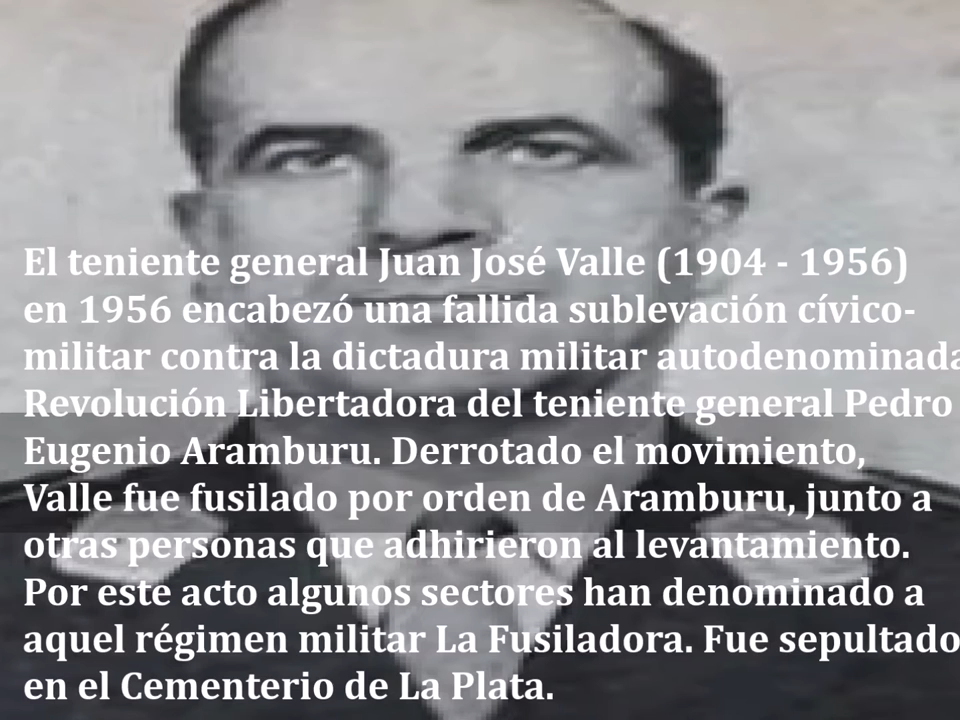 El teniente general Juan José Valle (1904 - 1956)
en 1956 encabezó una fallida sublevación cívico-
militar contra la dictadura militar autodenominada
Revolución Libertadora del teniente general Pedro
Eugenio Aramburu. Derrotado el movimiento,
Valle fue fusilado por orden de Aramburu, junto a
otras personas que adhirieron al levantamiento.
Por este acto algunos sectores han denominado a
aquel régimen militar La Fusiladora. Fue sepultado
en el Cementerio de La Plata.